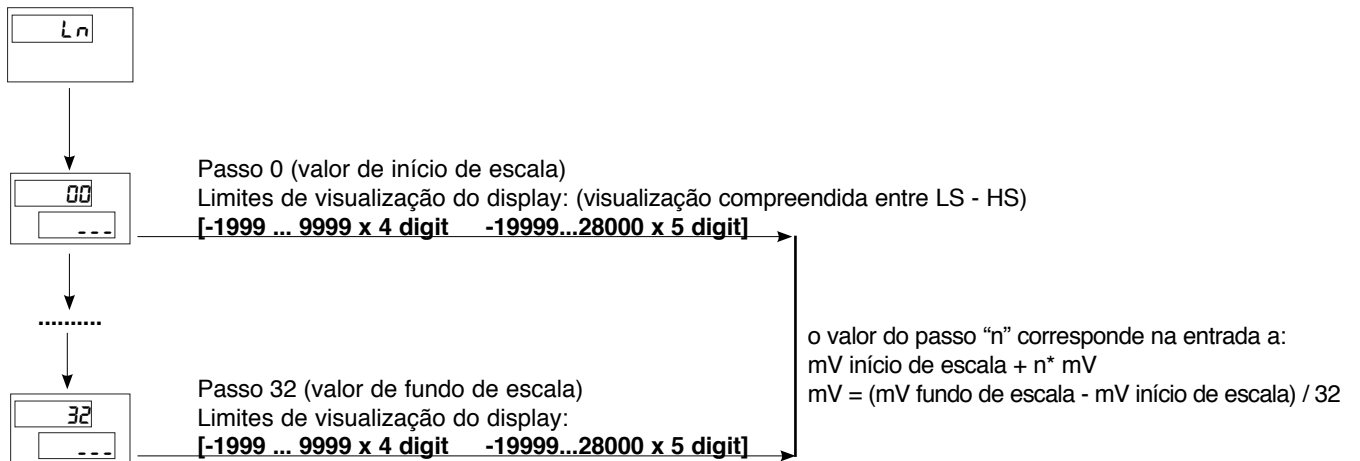 Ln
00
- - -
Passo 0 (valor de início de escala)
Limites de visualização do display: (visualização compreendida entre LS - HS)
[-1999 ... 9999 x 4 digit -19999...28000 x 5 digit]
..........
32
- - -
Passo 32 (valor de fundo de escala)
Limites de visualização do display:
[-1999 ... 9999 x 4 digit -19999...28000 x 5 digit]
o valor do passo “n” corresponde na entrada a:
mV início de escala + n* mV
mV = (mV fundo de escala - mV início de escala) / 32